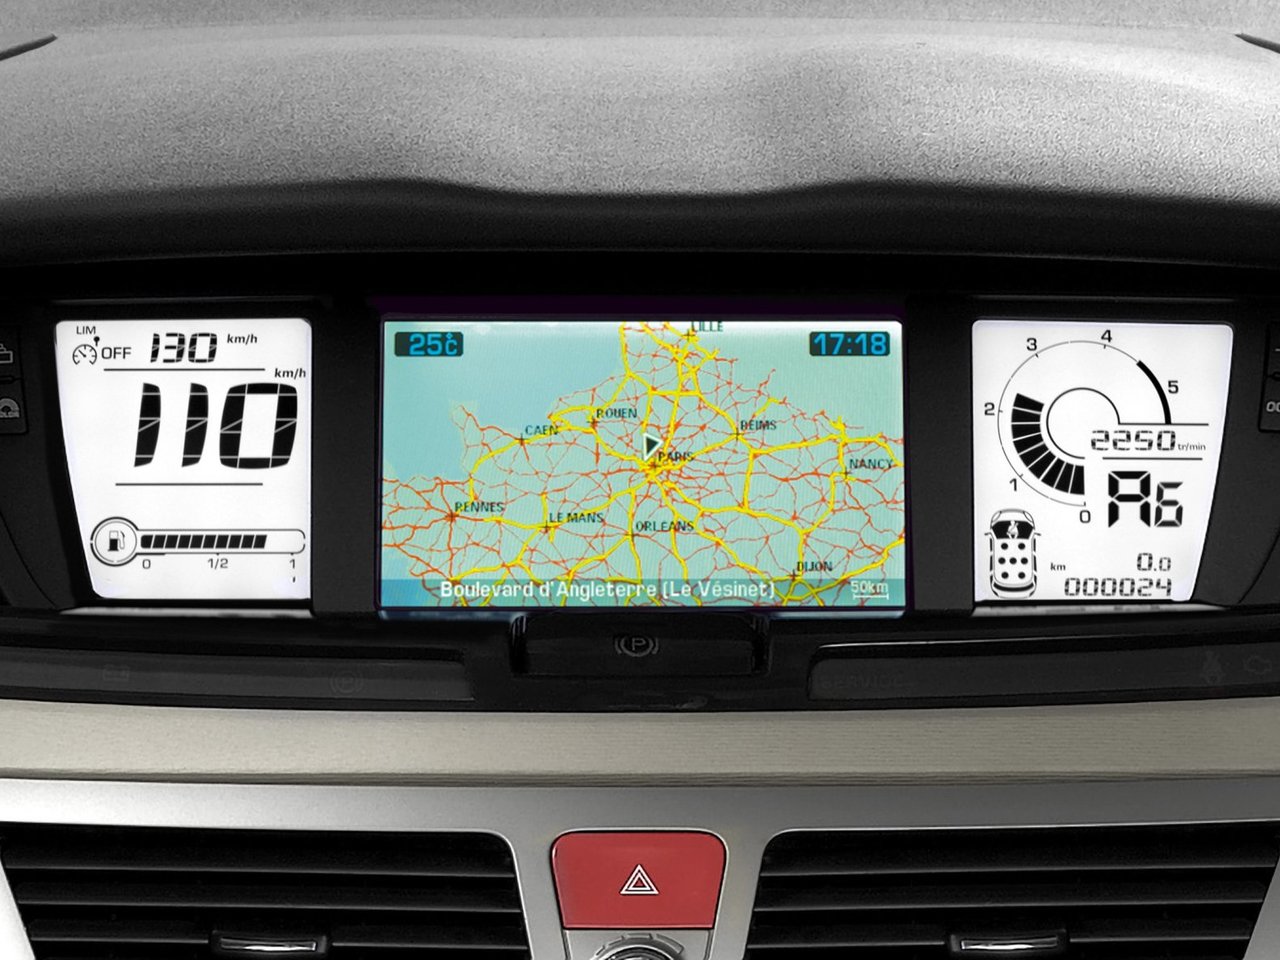 LIM
OFF 130 km/h
km/h
110
0 1/2 1
25°c
17:18
LILLE
ROUEN
CAEN
REIMS
PARIS
NANCY
RENNES
LE MANS
ORLEANS
DIJON
Boulevard d'Angleterre (Le Vésinet)
50km
0 1 2 3 4 5
2250 tr/min
A6
0.0
km
000024
P